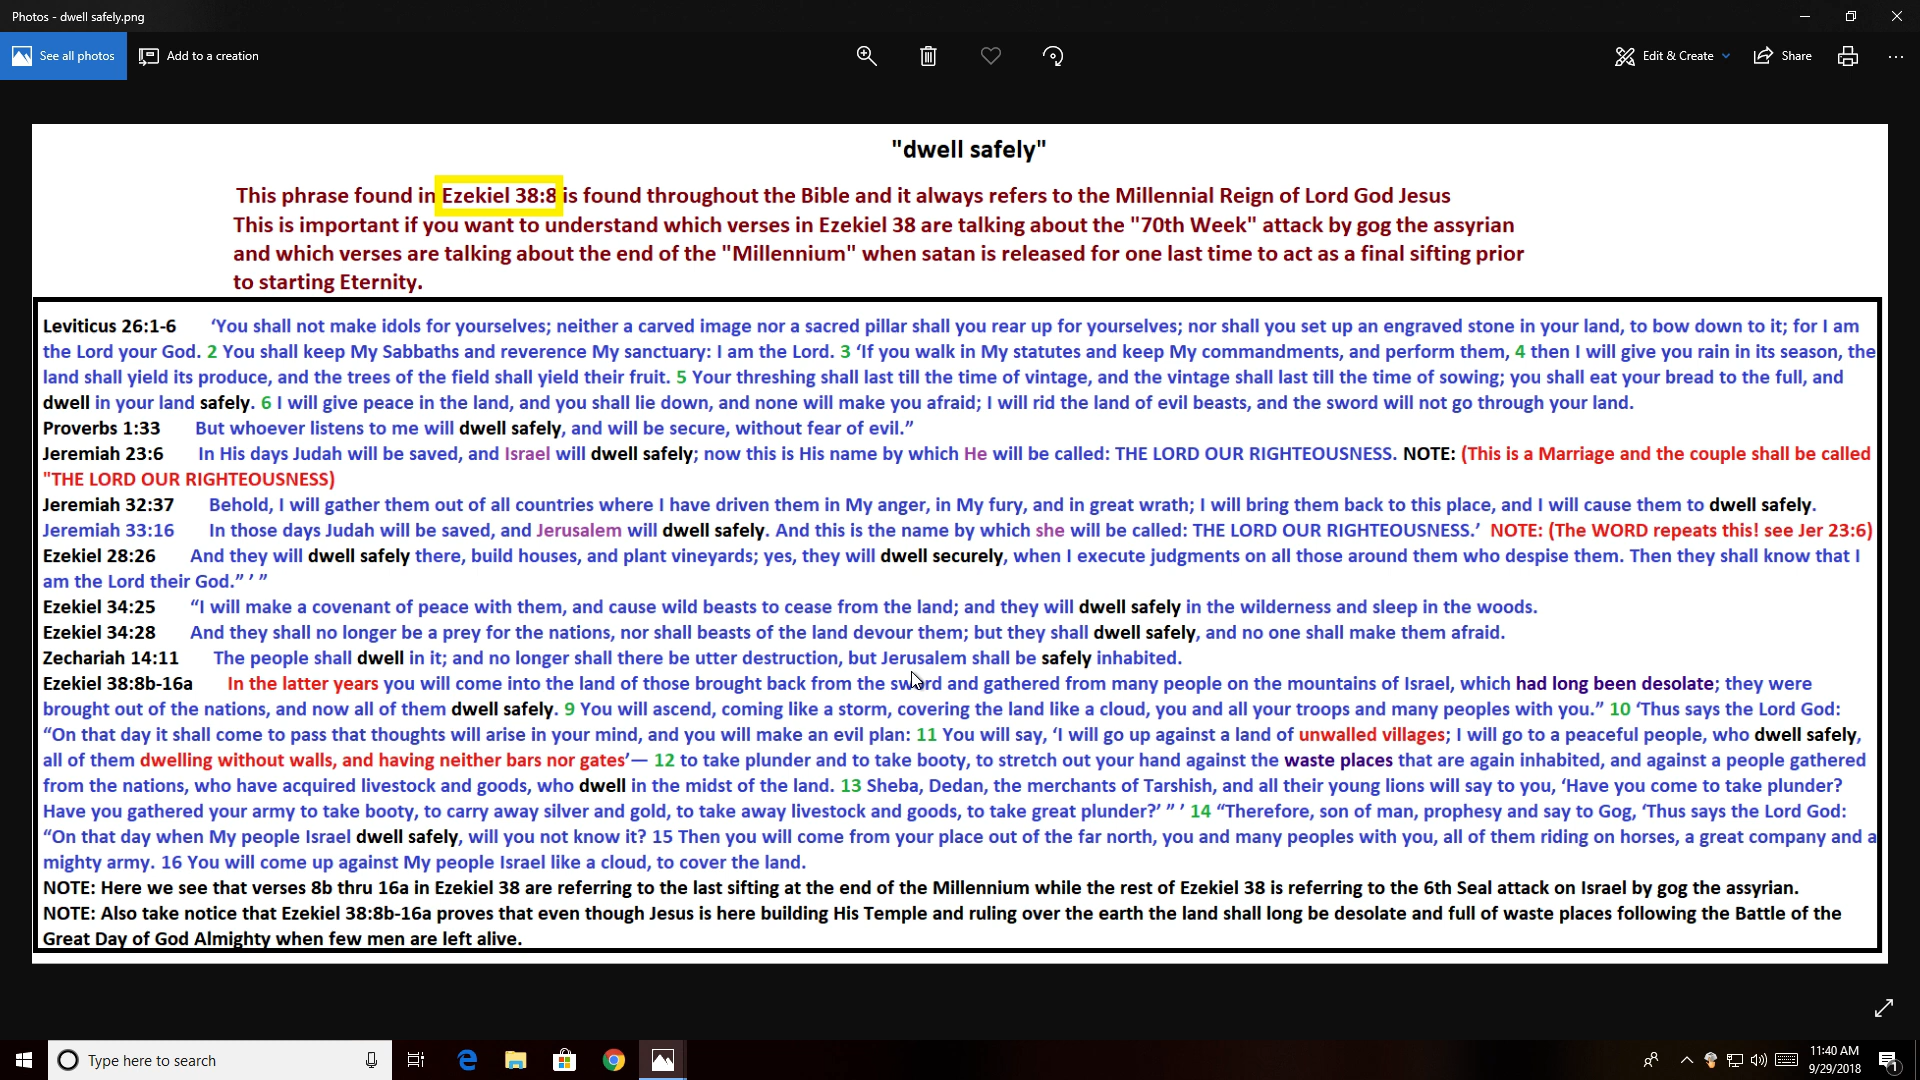 Photos - dwell safely.png
See all photos
Add to a creation
Edit & Create
Share
"dwell safely"
This phrase found in Ezekiel 38:8 is found throughout the Bible and it always refers to the Millennial Reign of Lord God Jesus
This is important if you want to understand which verses in Ezekiel 38 are talking about the "70th Week" attack by gog the assyrian
and which verses are talking about the end of the "Millennium" when satan is released for one last time to act as a final sifting prior
to starting Eternity.
Leviticus 26:1-6 ‘You shall not make idols for yourselves; neither a carved image nor a sacred pillar shall you rear up for yourselves; nor shall you set up an engraved stone in your land, to bow down to it; for I am
the Lord your God. 2 You shall keep My Sabbaths and reverence My sanctuary: I am the Lord. 3 ‘If you walk in My statutes and keep My commandments, and perform them, 4 then I will give you rain in its season, the
land shall yield its produce, and the trees of the field shall yield their fruit. 5 Your threshing shall last till the time of vintage, and the vintage shall last till the time of sowing; you shall eat your bread to the full, and
dwell in your land safely. 6 I will give peace in the land, and you shall lie down, and none will make you afraid; I will rid the land of evil beasts, and the sword will not go through your land.
Proverbs 1:33 But whoever listens to me will dwell safely, and will be secure, without fear of evil.”
Jeremiah 23:6 In His days Judah will be saved, and Israel will dwell safely; now this is His name by which He will be called: THE LORD OUR RIGHTEOUSNESS. NOTE: (This is a Marriage and the couple shall be called
"THE LORD OUR RIGHTEOUSNESS)
Jeremiah 32:37 Behold, I will gather them out of all countries where I have driven them in My anger, in My fury, and in great wrath; I will bring them back to this place, and I will cause them to dwell safely.
Jeremiah 33:16 In those days Judah will be saved, and Jerusalem will dwell safely. And this is the name by which she will be called: THE LORD OUR RIGHTEOUSNESS.’ NOTE: (The WORD repeats this! see Jer 23:6)
Ezekiel 28:26 And they will dwell safely there, build houses, and plant vineyards; yes, they will dwell securely, when I execute judgments on all those around them who despise them. Then they shall know that I
am the Lord their God.” ’ ”
Ezekiel 34:25 “I will make a covenant of peace with them, and cause wild beasts to cease from the land; and they will dwell safely in the wilderness and sleep in the woods.
Ezekiel 34:28 And they shall no longer be a prey for the nations, nor shall beasts of the land devour them; but they shall dwell safely, and no one shall make them afraid.
Zechariah 14:11 The people shall dwell in it; and no longer shall there be utter destruction, but Jerusalem shall be safely inhabited.
Ezekiel 38:8b-16a In the latter years you will come into the land of those brought back from the sword and gathered from many people on the mountains of Israel, which had long been desolate; they were
brought out of the nations, and now all of them dwell safely. 9 You will ascend, coming like a storm, covering the land like a cloud, you and all your troops and many peoples with you.” 10 ‘Thus says the Lord God:
“On that day it shall come to pass that thoughts will arise in your mind, and you will make an evil plan: 11 You will say, ‘I will go up against a land of unwalled villages; I will go to a peaceful people, who dwell safely,
all of them dwelling without walls, and having neither bars nor gates’— 12 to take plunder and to take booty, to stretch out your hand against the waste places that are again inhabited, and against a people gathered
from the nations, who have acquired livestock and goods, who dwell in the midst of the land. 13 Sheba, Dedan, the merchants of Tarshish, and all their young lions will say to you, ‘Have you come to take plunder?
Have you gathered your army to take booty, to carry away silver and gold, to take away livestock and goods, to take great plunder?’ ” ’ 14 “Therefore, son of man, prophesy and say to Gog, ‘Thus says the Lord God:
“On that day when My people Israel dwell safely, will you not know it? 15 Then you will come from your place out of the far north, you and many peoples with you, all of them riding on horses, a great company and a
mighty army. 16 You will come up against My people Israel like a cloud, to cover the land.
NOTE: Here we see that verses 8b thru 16a in Ezekiel 38 are referring to the last sifting at the end of the Millennium while the rest of Ezekiel 38 is referring to the 6th Seal attack on Israel by gog the assyrian.
NOTE: Also take notice that Ezekiel 38:8b-16a proves that even though Jesus is here building His Temple and ruling over the earth the land shall long be desolate and full of waste places following the Battle of the
Great Day of God Almighty when few men are left alive.
Type here to search
11:40 AM
9/29/2018
1